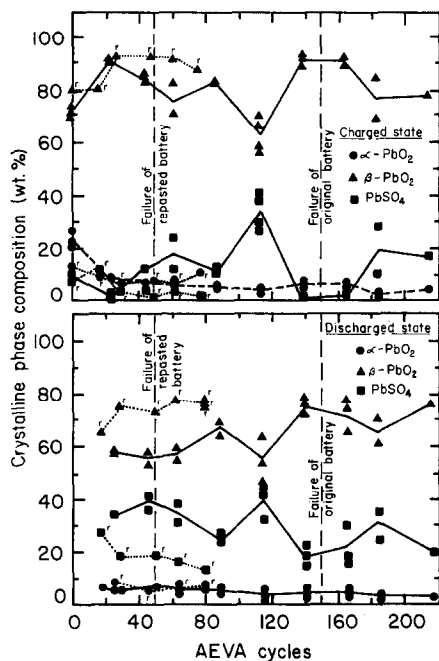 Crystalline phase composition (wt.%)
100
80
60
40
20
0
Failure of
repasted battery
Failure of
original battery
Charged state
α-PbO2
β-PbO2
PbSO4
100
80
60
40
20
0
Failure of
repasted battery
Failure of
original battery
Discharged state
α-PbO2
β-PbO2
PbSO4
0 40 80 120 160 200
AEVA cycles